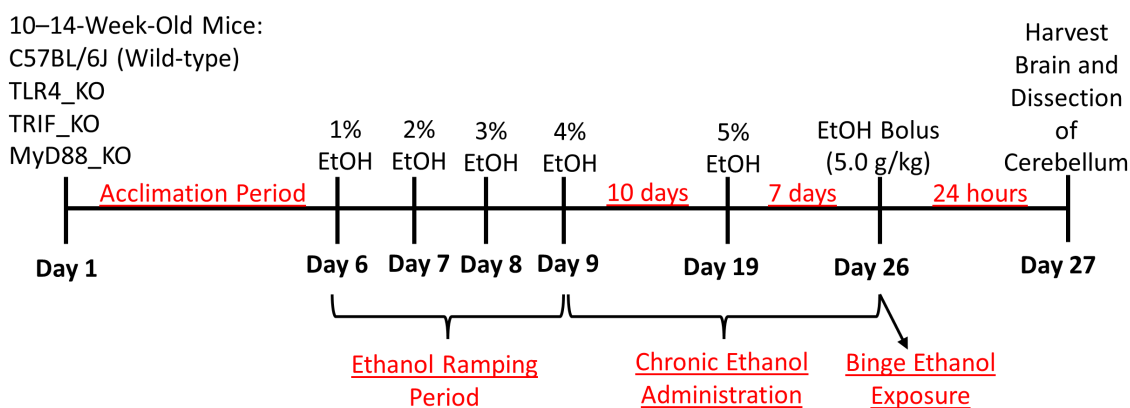 10–14-Week-Old Mice:
C57BL/6J (Wild-type)
TLR4_KO
TRIF_KO
MyD88_KO
1%
EtOH
2%
EtOH
3%
EtOH
4%
EtOH
5%
EtOH
EtOH Bolus
(5.0 g/kg)
Harvest
Brain and
Dissection
of
Cerebellum
Acclimation Period
10 days
7 days
24 hours
Day 1
Day 6
Day 7
Day 8
Day 9
Day 19
Day 26
Day 27
Ethanol Ramping
Period
Chronic Ethanol
Administration
Binge Ethanol
Exposure